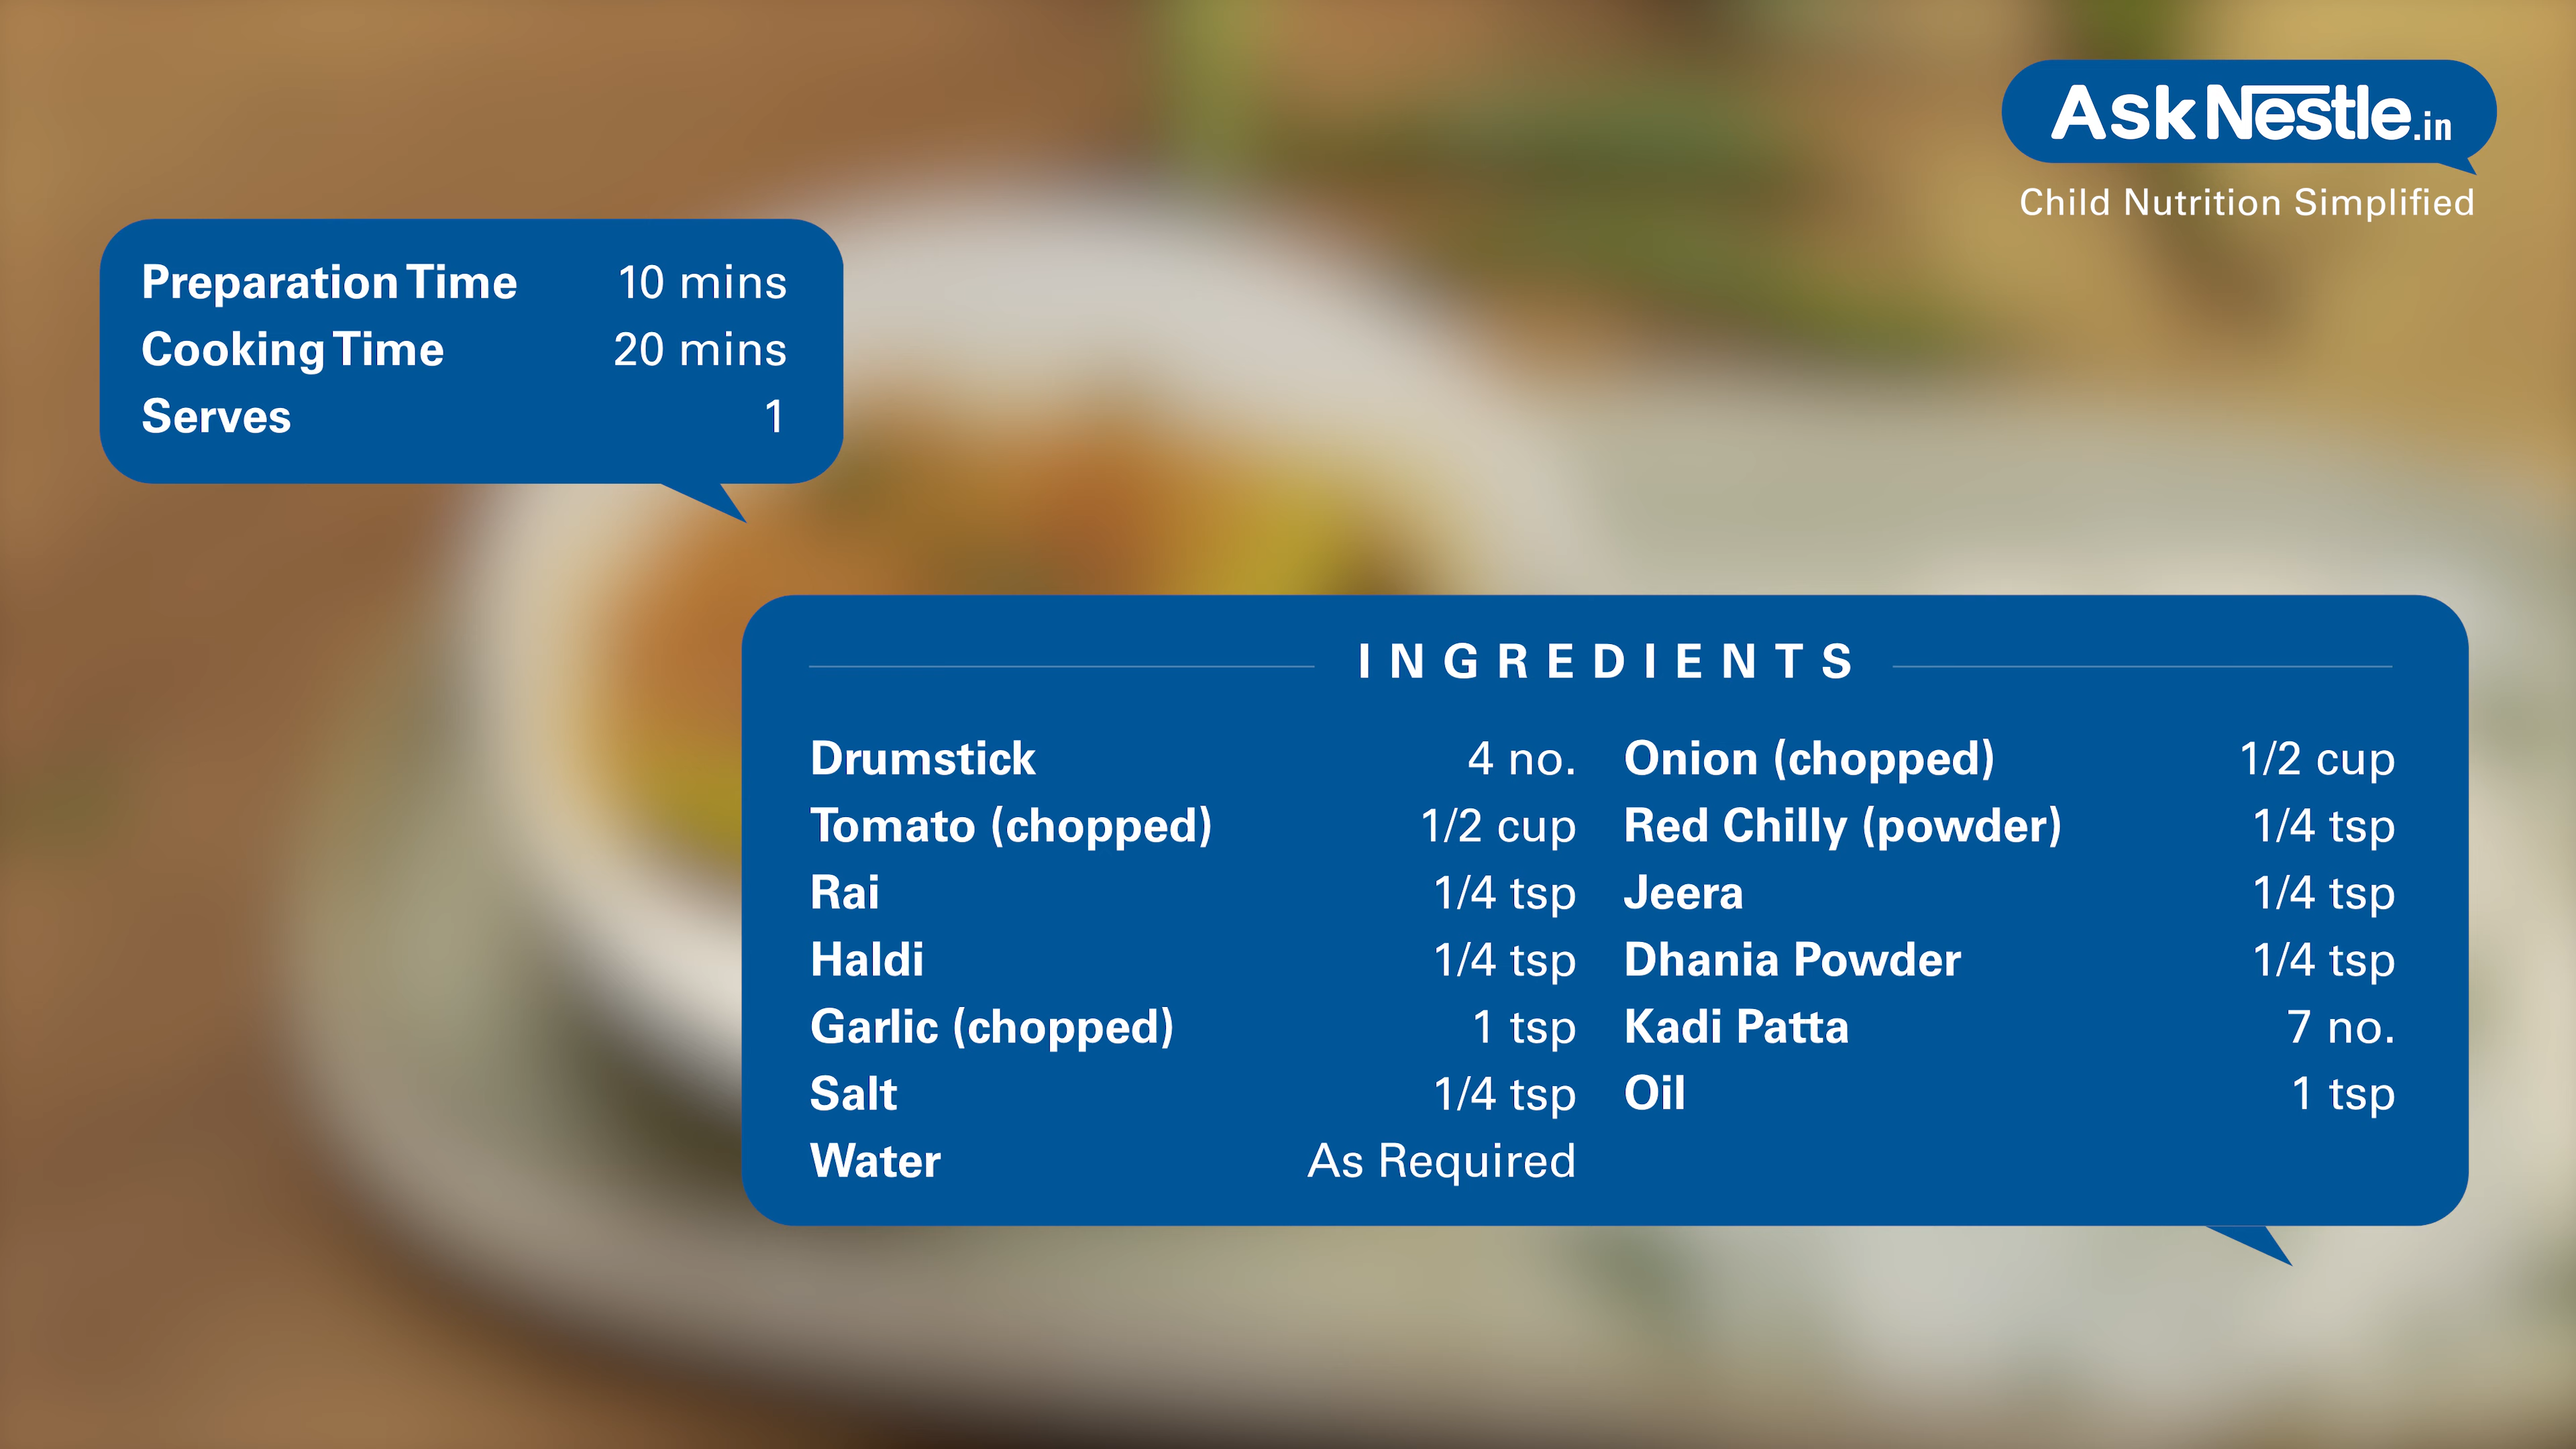 AskNestle.in
Child Nutrition Simplified
Preparation Time 10 mins
Cooking Time 20 mins
Serves 1
INGREDIENTS
Drumstick 4 no. Onion (chopped) 1/2 cup
Tomato (chopped) 1/2 cup Red Chilly (powder) 1/4 tsp
Rai 1/4 tsp Jeera 1/4 tsp
Haldi 1/4 tsp Dhania Powder 1/4 tsp
Garlic (chopped) 1 tsp Kadi Patta 7 no.
Salt 1/4 tsp Oil 1 tsp
Water As Required